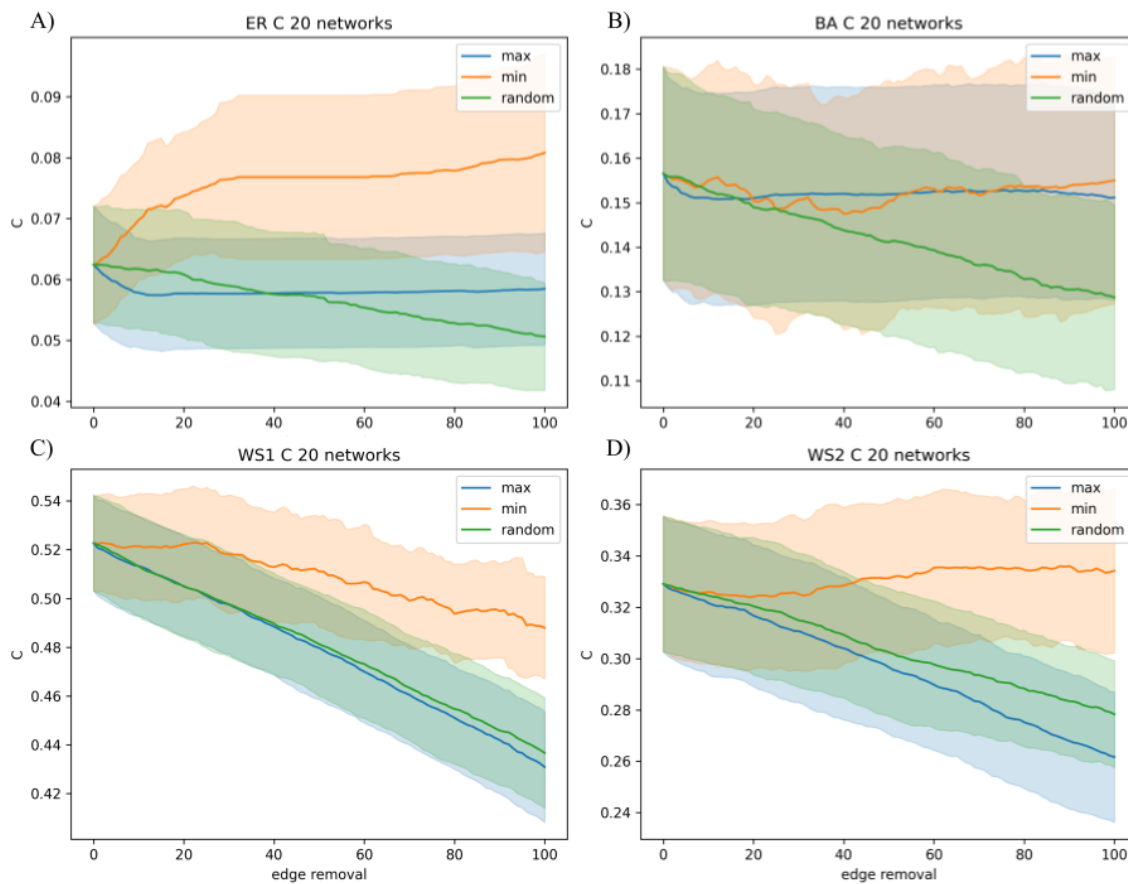 A)
ER C 20 networks
C
0.09
0.08
0.07
0.06
0.05
0.04
0 20 40 60 80 100
edge removal
max
min
random
B)
BA C 20 networks
C
0.18
0.17
0.16
0.15
0.14
0.13
0.12
0.11
0 20 40 60 80 100
edge removal
max
min
random
C)
WS1 C 20 networks
C
0.54
0.52
0.50
0.48
0.46
0.44
0.42
0 20 40 60 80 100
edge removal
max
min
random
D)
WS2 C 20 networks
C
0.36
0.34
0.32
0.30
0.28
0.26
0.24
0 20 40 60 80 100
edge removal
max
min
random